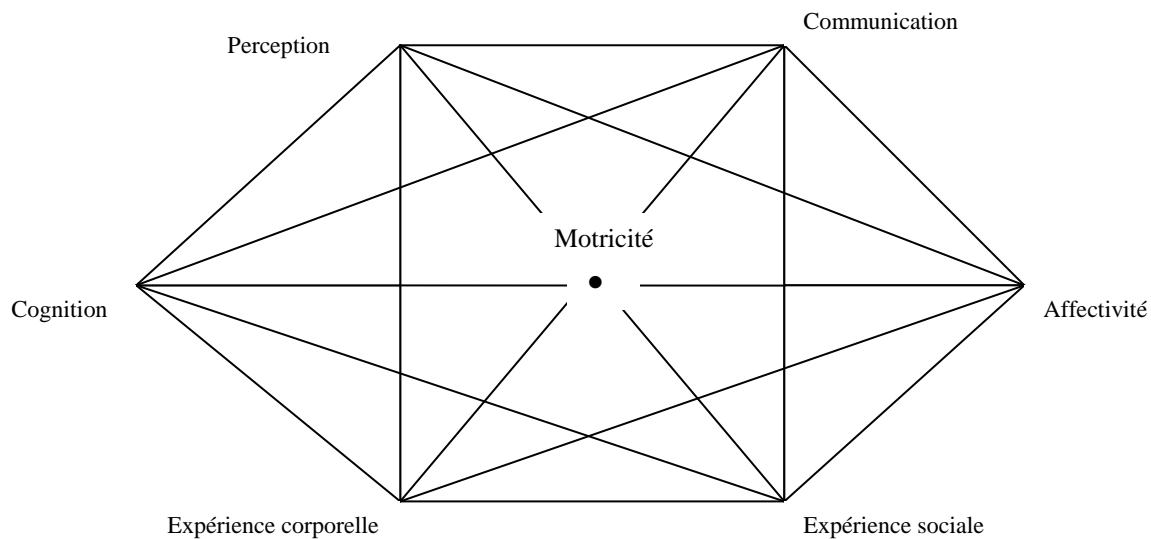 Communication
Perception
Motricité
Cognition
Affectivité
Expérience corporelle
Expérience sociale